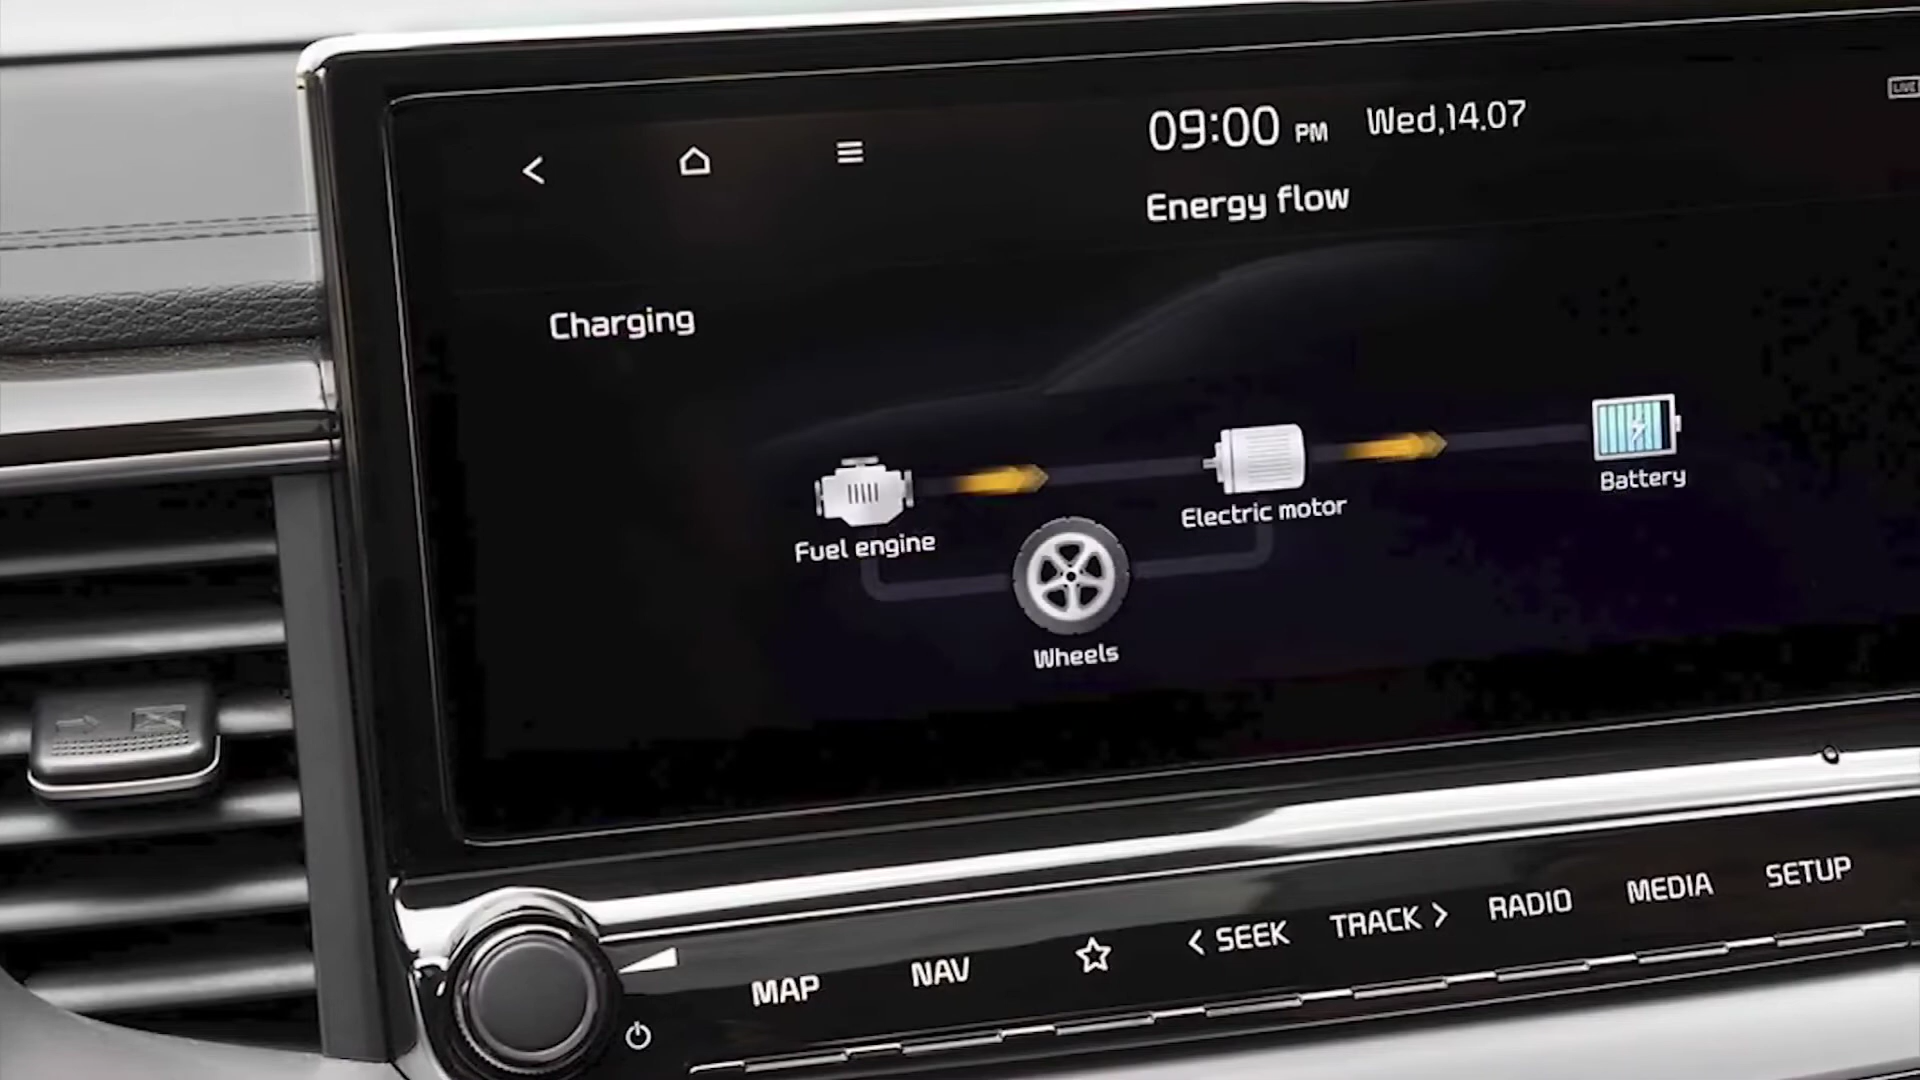 LIVE
09:00 PM Wed,14.07
Energy flow
Charging
Battery
Electric motor
Fuel engine
Wheels
MAP NAV < SEEK TRACK > RADIO MEDIA SETUP